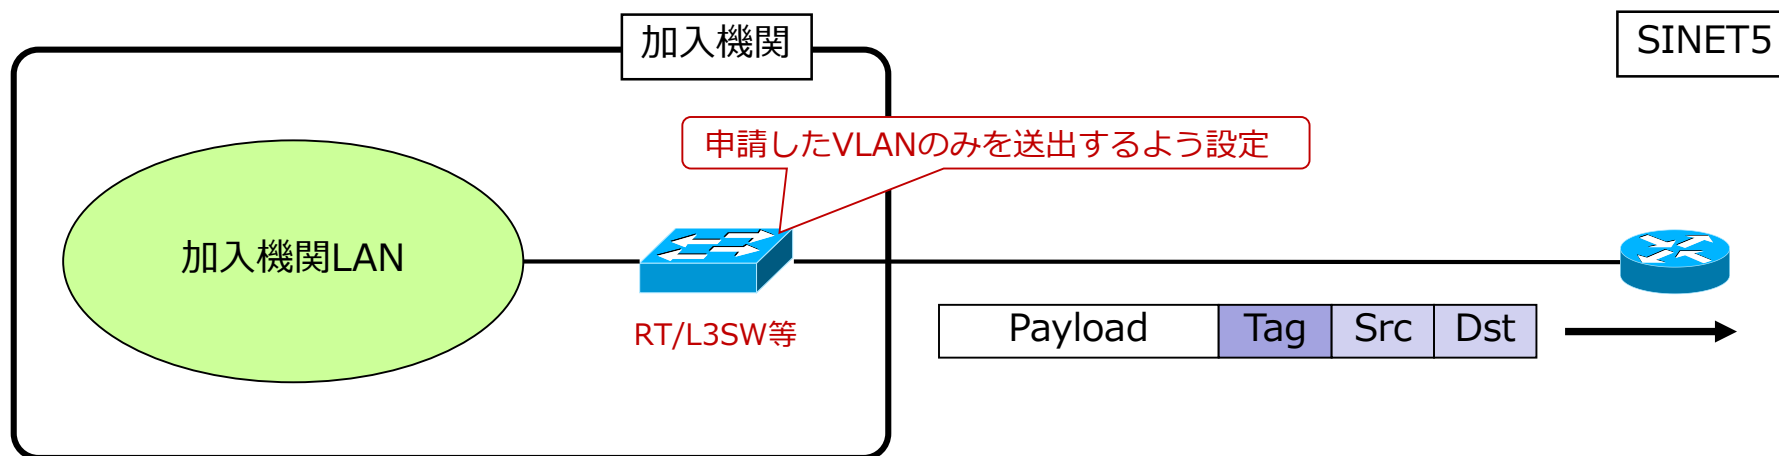 加入機関
SINET5
申請したVLANのみを送出するよう設定
加入機関LAN
RT/L3SW等
Payload Tag Src Dst